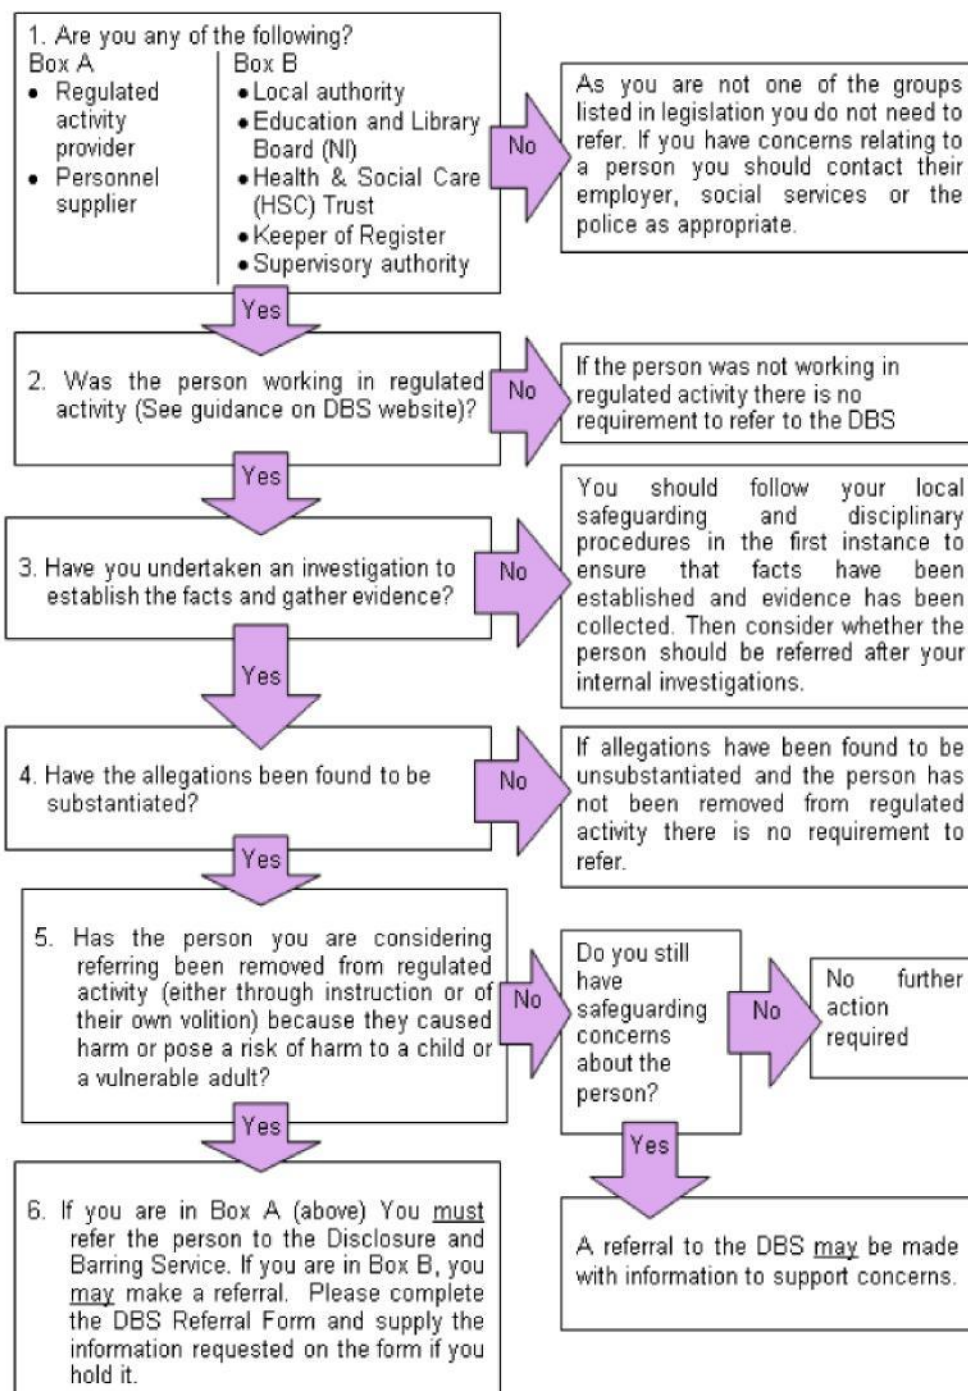 1. Are you any of the following?
Box A
• Regulated
activity
provider
• Personnel
supplier
Box B
• Local authority
• Education and Library
Board (NI)
• Health & Social Care
(HSC) Trust
• Keeper of Register
• Supervisory authority
No
As you are not one of the groups
listed in legislation you do not need to
refer. If you have concerns relating to
a person you should contact their
employer, social services or the
police as appropriate.
Yes
2. Was the person working in regulated
activity (See guidance on DBS website)?
No
If the person was not working in
regulated activity there is no
requirement to refer to the DBS
Yes
3. Have you undertaken an investigation to
establish the facts and gather evidence?
No
You should follow your local
safeguarding and disciplinary
procedures in the first instance to
ensure that facts have been
established and evidence has been
collected. Then consider whether the
person should be referred after your
internal investigations.
Yes
4. Have the allegations been found to be
substantiated?
No
If allegations have been found to be
unsubstantiated and the person has
not been removed from regulated
activity there is no requirement to
refer.
Yes
5. Has the person you are considering
referring been removed from regulated
activity (either through instruction or of
their own volition) because they caused
harm or pose a risk of harm to a child or
a vulnerable adult?
No
Do you still
have
safeguarding
concerns
about the
person?
No
No further
action
required
Yes
Yes
6. If you are in Box A (above) You must
refer the person to the Disclosure and
Barring Service. If you are in Box B, you
may make a referral. Please complete
the DBS Referral Form and supply the
information requested on the form if you
hold it.
A referral to the DBS may be made
with information to support concerns.